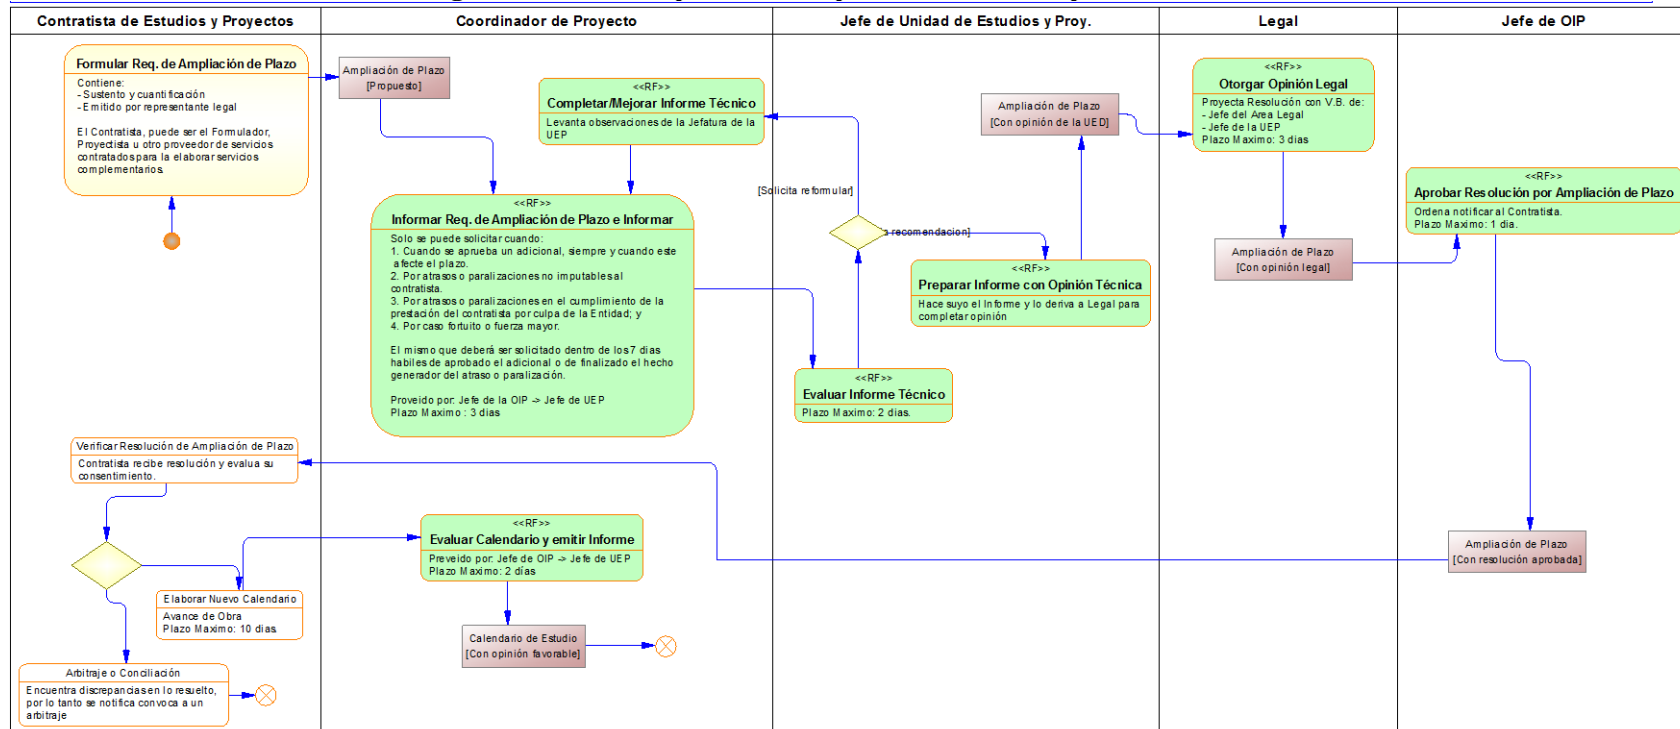 Contratista de Estudios y Proyectos
Coordinador de Proyecto
Jefe de Unidad de Estudios y Proy.
Legal
Jefe de OIP
Formular Req. de Ampliación de Plazo
Contiene:
- Sustento y cuantificación
- Emitido por representante legal
El Contratista, puede ser el Formulador,
Proyectista u otro proveedor de servicios
contratados para la elaborar servicios
complementarios.
Ampliación de Plazo
[Propuesto]
<<RF>>
Completar/Mejorar Informe Técnico
Levanta observaciones de la Jefatura de la
UEP
<<RF>>
Informar Req. de Ampliación de Plazo e Informar
Solo se puede solicitar cuando:
1. Cuando se aprueba un adicional, siempre y cuando este
afecte el plazo.
2. Por atrasos o paralizaciones no imputables al
contratista.
3. Por atrasos o paralizaciones en el cumplimiento de la
prestación del contratista por culpa de la Entidad; y
4. Por caso fortuito o fuerza mayor.
El mismo que deberá ser solicitado dentro de los 7 dias
habiles de aprobado el adicional o de finalizado el hecho
generador del atraso o paralización.
Proveido por: Jefe de la OIP -> Jefe de UEP
Plazo Maximo : 3 dias
[Solicita reformular]
recomendacion]
<<RF>>
Evaluar Informe Técnico
Plazo Maximo: 2 dias.
<<RF>>
Preparar Informe con Opinión Técnica
Hace suyo el Informe y lo deriva a Legal para
completar opinión
Ampliación de Plazo
[Con opinión de la UED]
<<RF>>
Otorgar Opinión Legal
Proyecta Resolución con V.B. de:
- Jefe del Area Legal
- Jefe de la UEP
Plazo Maximo: 3 dias
Ampliación de Plazo
[Con opinión legal]
<<RF>>
Aprobar Resolución por Ampliación de Plazo
Ordena notificar al Contratista.
Plazo Maximo: 1 dia.
Ampliación de Plazo
[Con resolución aprobada]
Verificar Resolución de Ampliación de Plazo
Contratista recibe resolución y evalua su
consentimiento.
Elaborar Nuevo Calendario
Avance de Obra
Plazo Maximo: 10 dias.
Arbitraje o Conciliación
Encuentra discrepancias en lo resuelto,
por lo tanto se notifica convoca a un
arbitraje
<<RF>>
Evaluar Calendario y emitir Informe
Preveido por: Jefe de OIP -> Jefe de UEP
Plazo Maximo: 2 días
Calendario de Estudio
[Con opinión favorable]